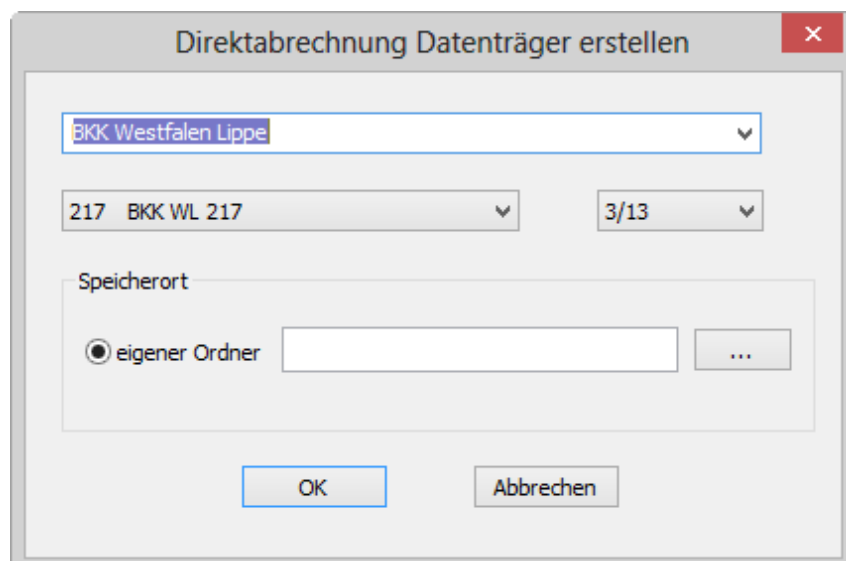 Direktabrechnung Datenträger erstellen
BKK Westfalen Lippe
217 BKK WL 217 3/13
Speicherort
eigener Ordner ...
OK Abbrechen